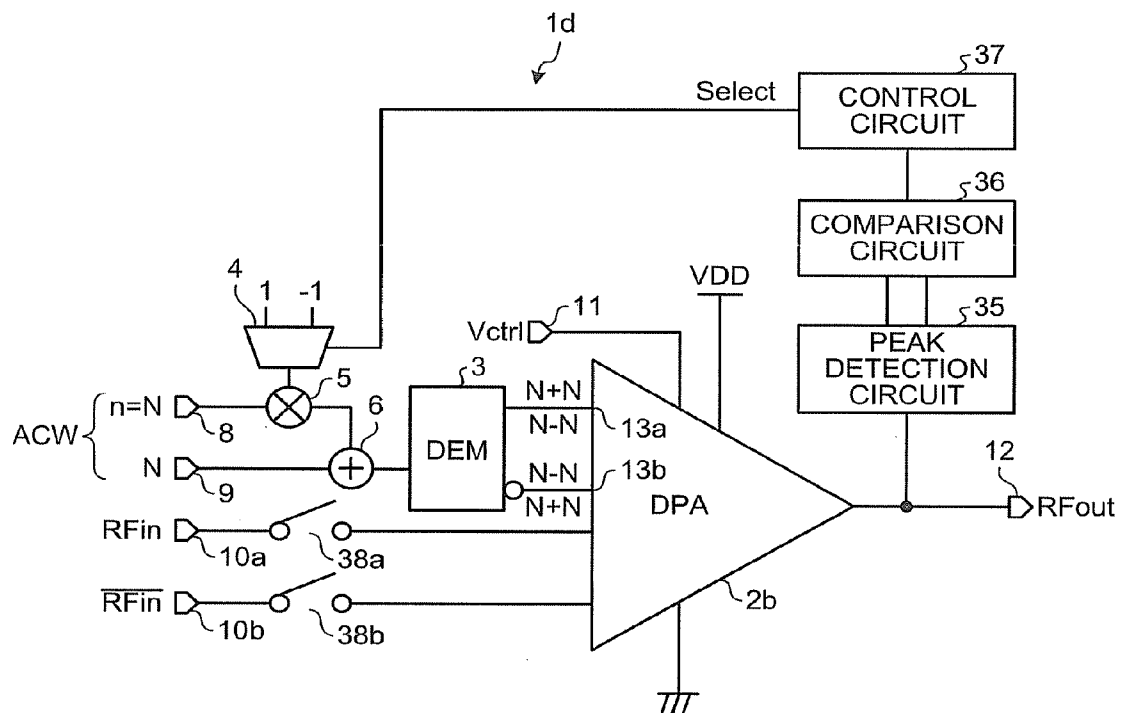 1d
37
Select
CONTROL
CIRCUIT
36
COMPARISON
CIRCUIT
4
1
-1
VDD
Vctrl
11
35
PEAK
DETECTION
CIRCUIT
5
3
n=N
8
6
ACW
N
9
DEM
N+N
N-N
13a
N-N
N+N
13b
DPA
12
RFout
RFin
10a
38a
RFin
10b
38b
2b